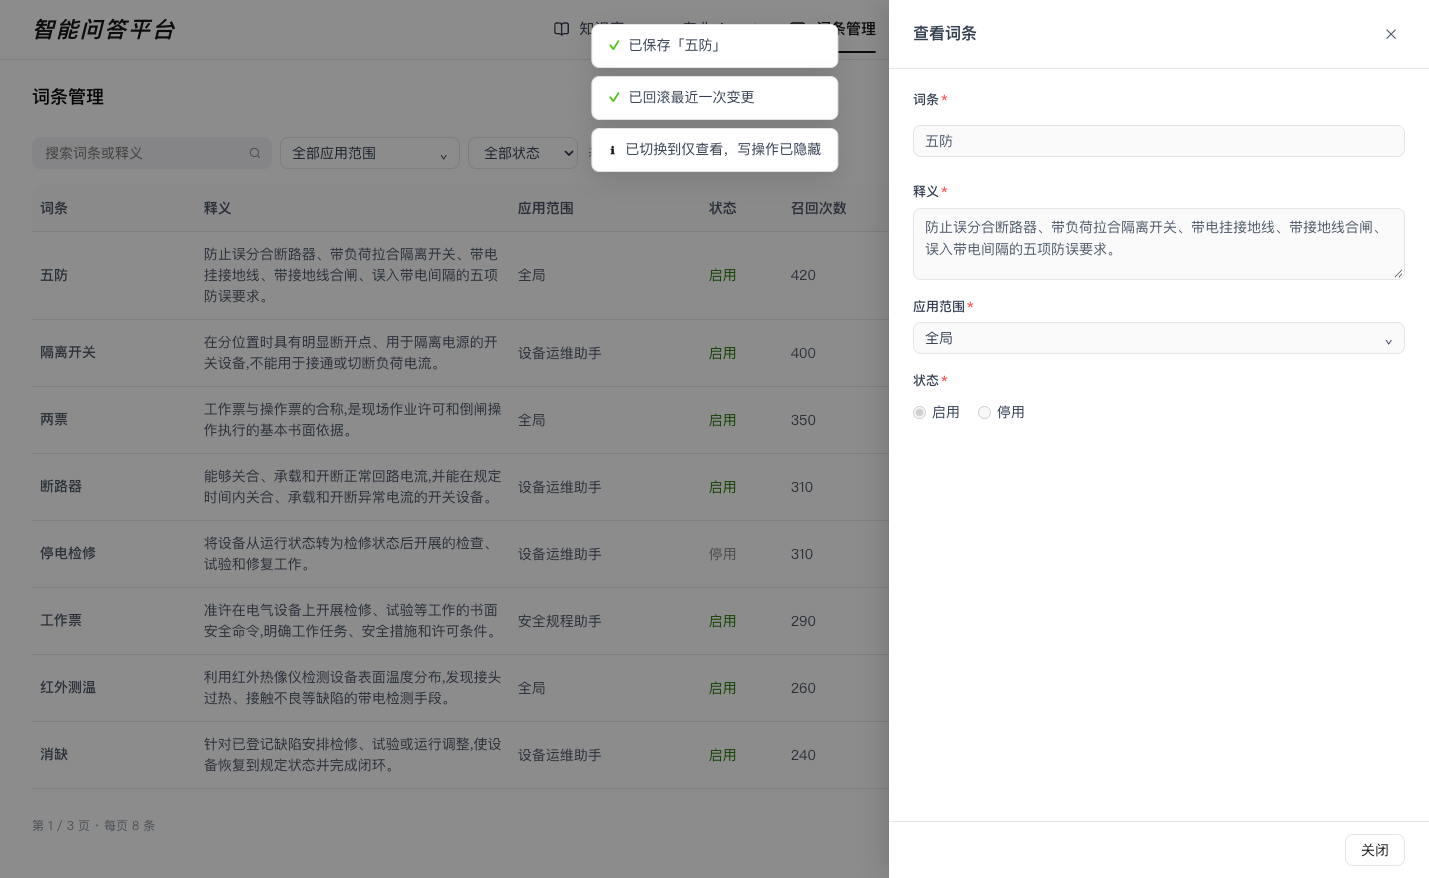 智能问答平台
词条管理
已保存「五防」
已回滚最近一次变更
已切换到仅查看，写操作已隐藏
词条管理
搜索词条或释义
全部应用范围
全部状态
词条 释义 应用范围 状态 召回次数
五防
防止误分合断路器、带负荷拉合隔离开关、带电
挂接地线、带接地线合闸、误入带电间隔的五项
防误要求。
全局
启用
420
隔离开关
在分位置时具有明显断开点、用于隔离电源的开
关设备,不能用于接通或切断负荷电流。
设备运维助手
启用
400
两票
工作票与操作票的合称,是现场作业许可和倒闸操
作执行的基本书面依据。
全局
启用
350
断路器
能够关合、承载和开断正常回路电流,并能在规定
时间内关合、承载和开断异常电流的开关设备。
设备运维助手
启用
310
停电检修
将设备从运行状态转为检修状态后开展的检查、
试验和修复工作。
设备运维助手
停用
310
工作票
准许在电气设备上开展检修、试验等工作的书面
安全命令,明确工作任务、安全措施和许可条件。
安全规程助手
启用
290
红外测温
利用红外热像仪检测设备表面温度分布,发现接头
过热、接触不良等缺陷的带电检测手段。
全局
启用
260
消缺
针对已登记缺陷安排检修、试验或运行调整,使设
备恢复到规定状态并完成闭环。
设备运维助手
启用
240
第 1 / 3 页 · 每页 8 条
查看词条
词条 *
五防
释义 *
防止误分合断路器、带负荷拉合隔离开关、带电挂接地线、带接地线合闸、
误入带电间隔的五项防误要求。
应用范围 *
全局
状态 *
启用 停用
关闭